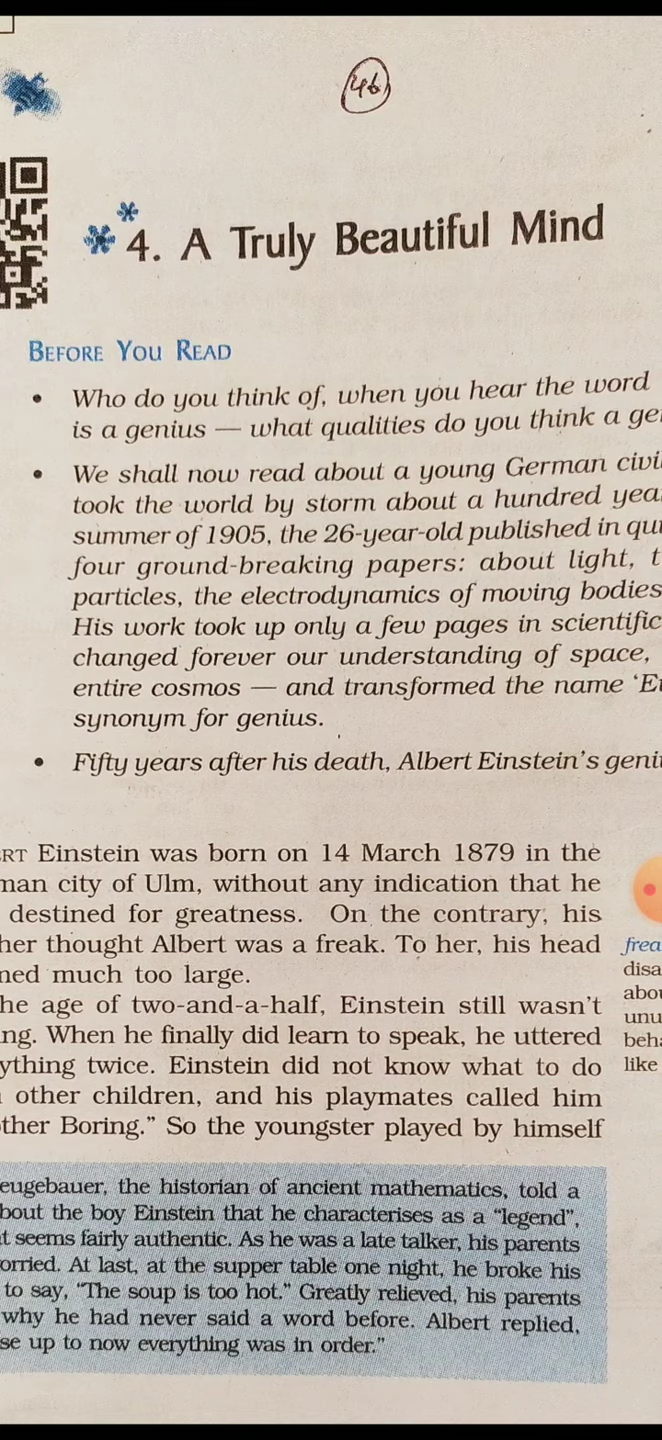 46
4. A Truly Beautiful Mind
BEFORE YOU READ
• Who do you think of, when you hear the word
is a genius — what qualities do you think a ge
• We shall now read about a young German civi
took the world by storm about a hundred yea
summer of 1905, the 26-year-old published in qu
four ground-breaking papers: about light, t
particles, the electrodynamics of moving bodies
His work took up only a few pages in scientific
changed forever our understanding of space,
entire cosmos — and transformed the name ‘E
synonym for genius.
• Fifty years after his death, Albert Einstein’s geni
RT Einstein was born on 14 March 1879 in the
man city of Ulm, without any indication that he
destined for greatness. On the contrary, his
her thought Albert was a freak. To her, his head
ned much too large.
he age of two-and-a-half, Einstein still wasn’t
ng. When he finally did learn to speak, he uttered
ything twice. Einstein did not know what to do
other children, and his playmates called him
ther Boring.” So the youngster played by himself
frea
disa
abou
unu
beha
like
eugebauer, the historian of ancient mathematics, told a
bout the boy Einstein that he characterises as a “legend”,
t seems fairly authentic. As he was a late talker, his parents
orried. At last, at the supper table one night, he broke his
to say, “The soup is too hot.” Greatly relieved, his parents
why he had never said a word before. Albert replied,
se up to now everything was in order.”